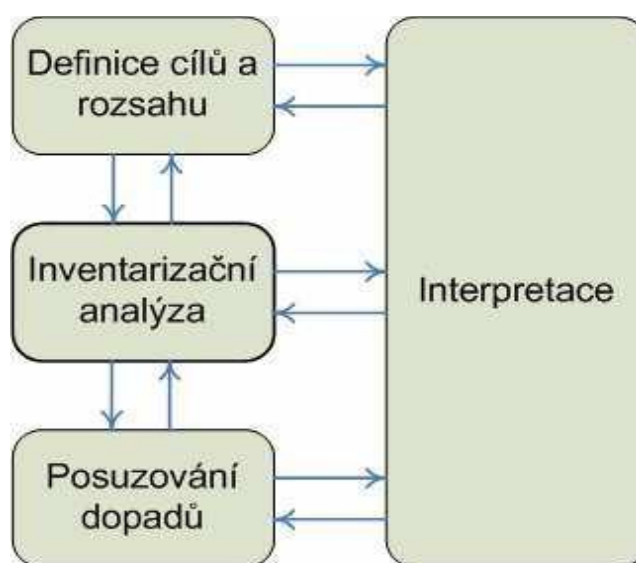 Definice cílů a
rozsahu
Inventarizační
analýza
Interpretace
Posuzování
dopadů